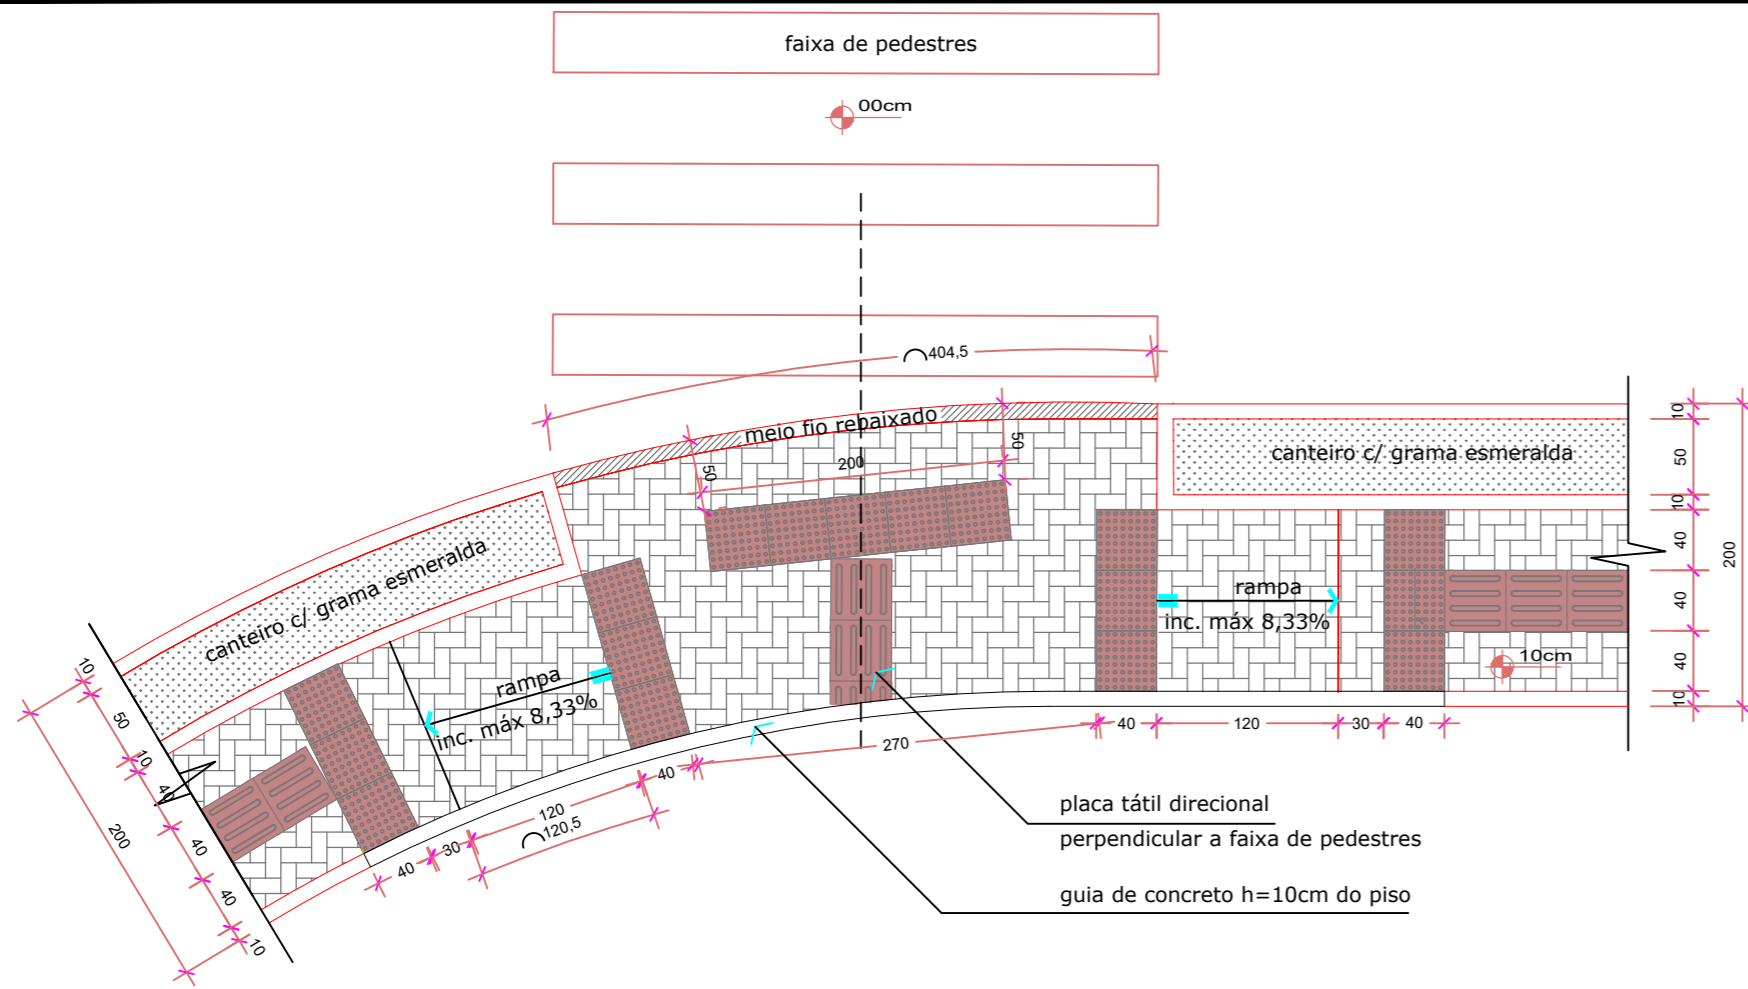 faixa de pedestres
00cm
404,5
meio fio rebaixado
50
200
50
canteiro c/ grama esmeralda
canteiro c/ grama esmeralda
rampa
inc. máx 8,33%
rampa
inc. máx 8,33%
10cm
10
50
10
40
40
40
10
200
10
50
10
40
40
40
10
200
40
30
120
120,5
40
270
40
120
30
40
placa tátil direcional
perpendicular a faixa de pedestres
guia de concreto h=10cm do piso